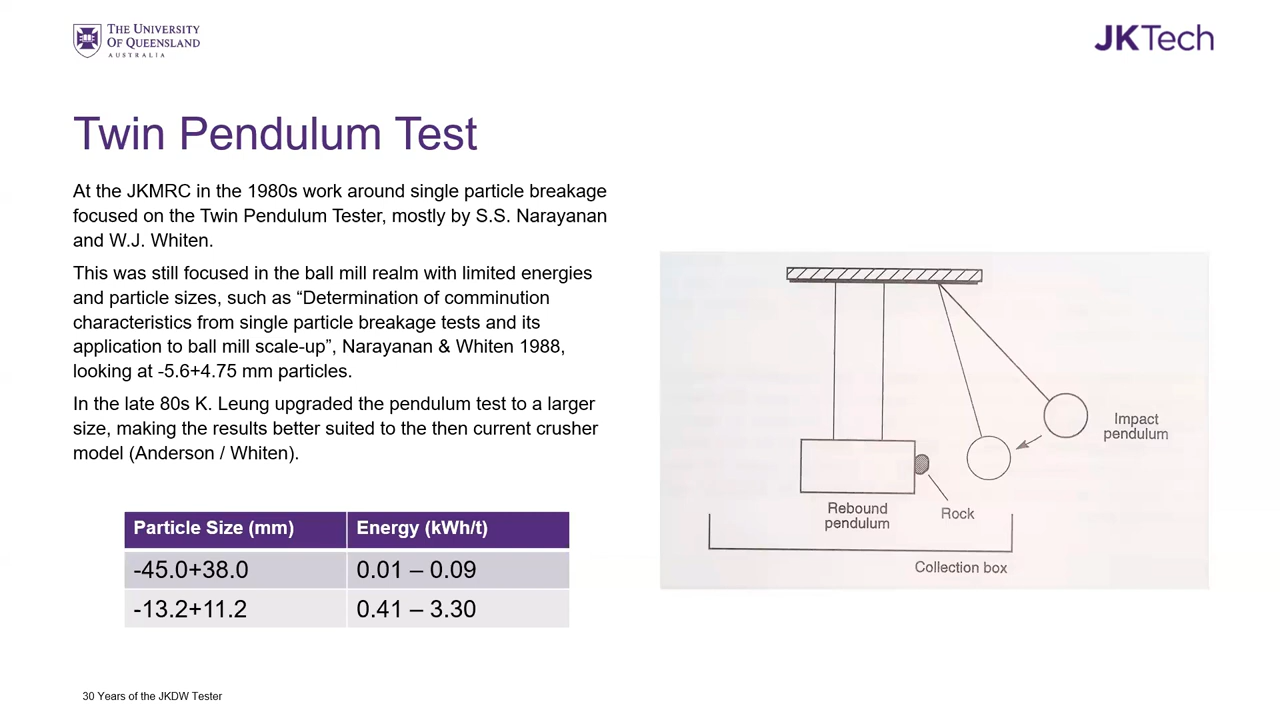 THE UNIVERSITY
OF QUEENSLAND
AUSTRALIA
JKTech
Twin Pendulum Test
At the JKMRC in the 1980s work around single particle breakage
focused on the Twin Pendulum Tester, mostly by S.S. Narayanan
and W.J. Whiten.
This was still focused in the ball mill realm with limited energies
and particle sizes, such as “Determination of comminution
characteristics from single particle breakage tests and its
application to ball mill scale-up”, Narayanan & Whiten 1988,
looking at -5.6+4.75 mm particles.
In the late 80s K. Leung upgraded the pendulum test to a larger
size, making the results better suited to the then current crusher
model (Anderson / Whiten).
Particle Size (mm) Energy (kWh/t)
-45.0+38.0 0.01 – 0.09
-13.2+11.2 0.41 – 3.30
Impact
pendulum
Rebound
pendulum
Rock
Collection box
30 Years of the JKDW Tester